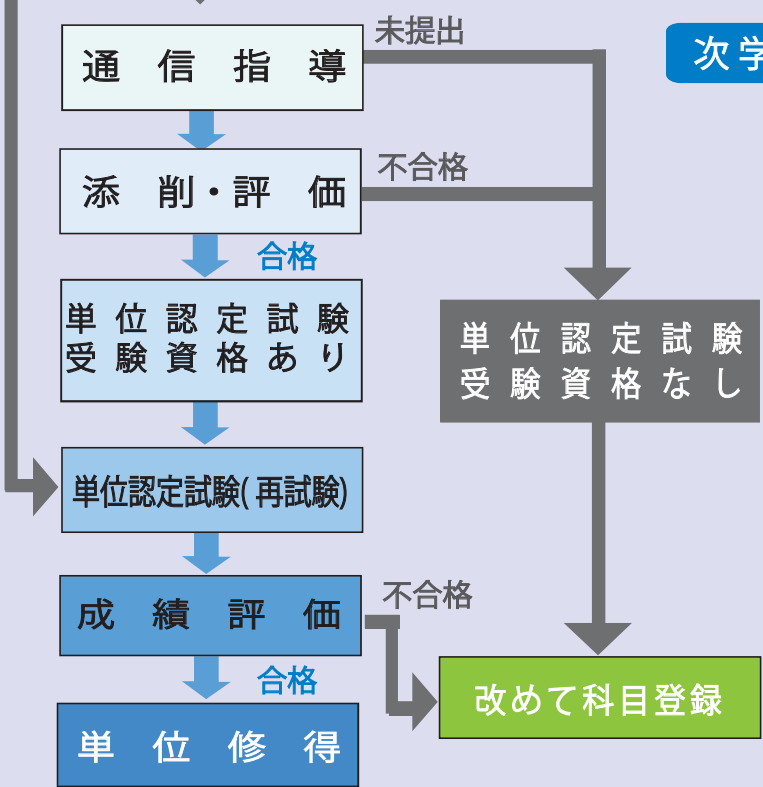 未提出
通信指導
次学
不合格
添削・評価
合格
単位認定試験
受験資格あり
単位認定試験
受験資格なし
単位認定試験(再試験)
不合格
成績評価
合格
改めて科目登録
単位修得